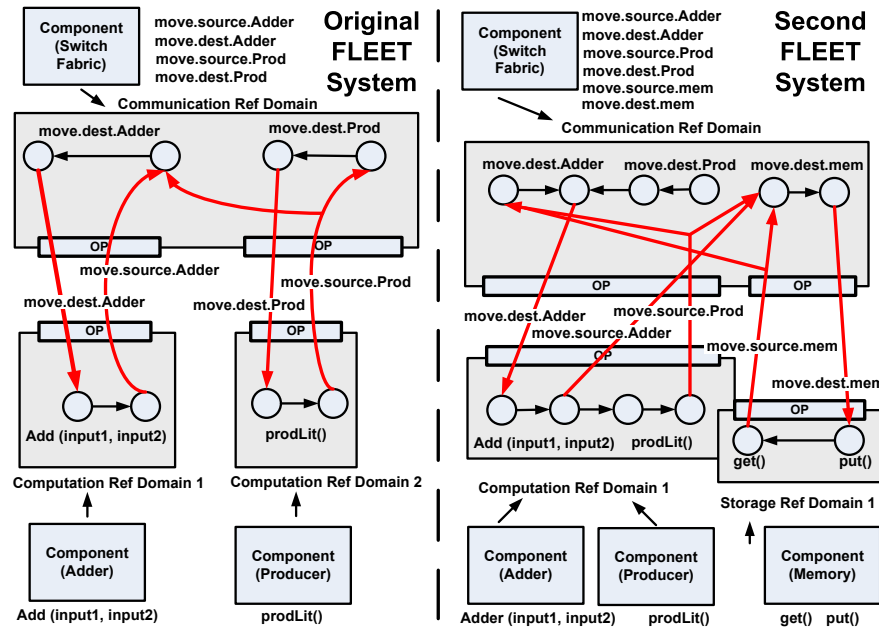 Component
(Switch
Fabric)
move.source.Adder
move.dest.Adder
move.source.Prod
move.dest.Prod
Original
FLEET
System
Communication Ref Domain
move.dest.Adder
move.dest.Prod
OP
OP
move.source.Adder
move.source.Prod
move.dest.Adder
move.dest.Prod
OP
OP
Add (input1, input2)
prodLit()
Computation Ref Domain 1
Computation Ref Domain 2
Component
(Adder)
Component
(Producer)
Add (input1, input2)
prodLit()
Component
(Switch
Fabric)
move.source.Adder
move.dest.Adder
move.source.Prod
move.dest.Prod
move.source.mem
move.dest.mem
Second
FLEET
System
Communication Ref Domain
move.dest.Adder
move.dest.Prod
move.dest.mem
OP
OP
move.dest.Adder
move.source.Prod
move.source.Adder
move.source.mem
OP
move.dest.mem
OP
Add (input1, input2)
prodLit()
get()
put()
Computation Ref Domain 1
Storage Ref Domain 1
Component
(Adder)
Component
(Producer)
Component
(Memory)
Adder (input1, input2)
prodLit()
get()
put()